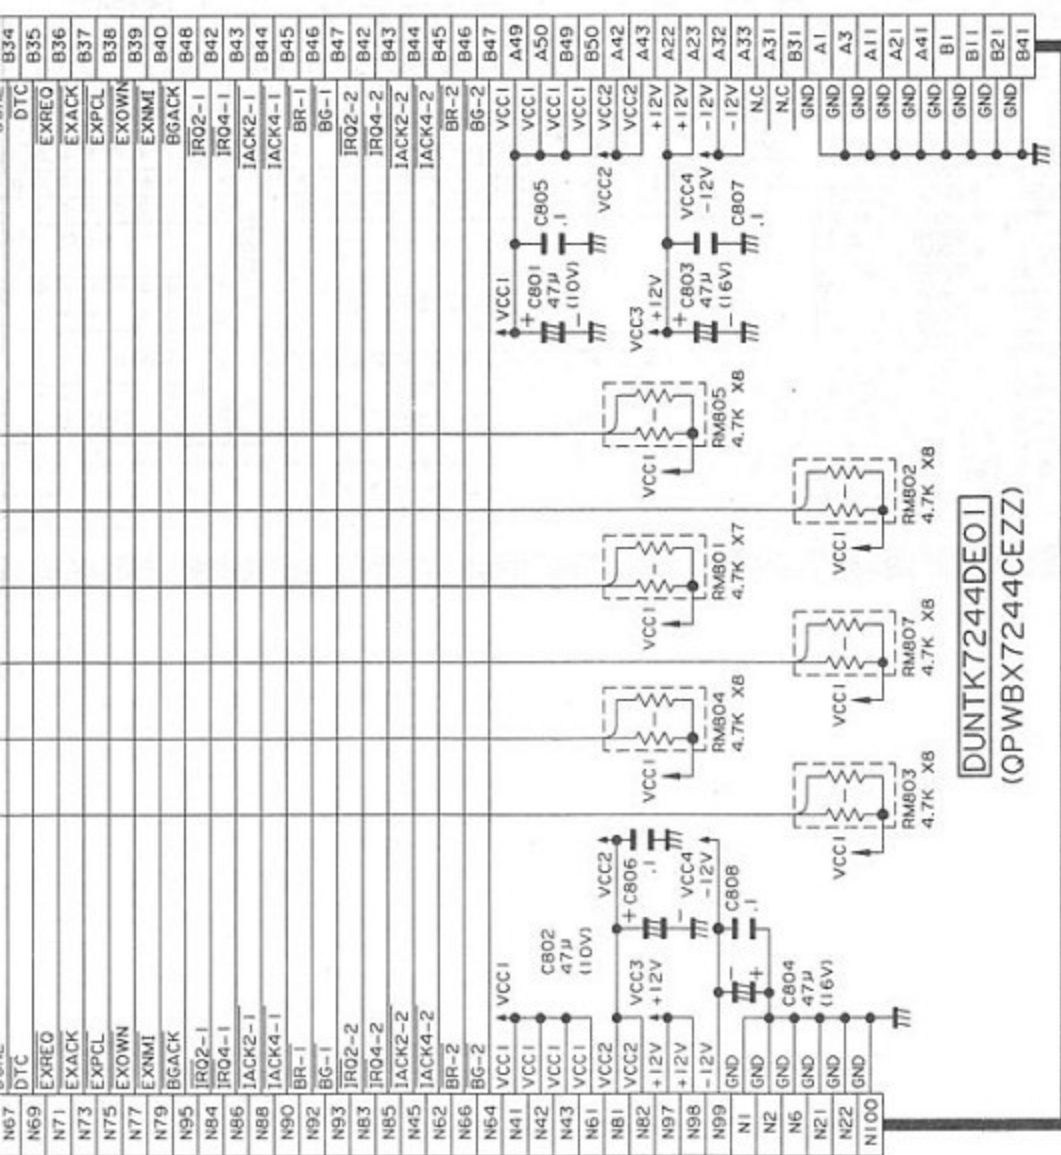 B34
B35
B36
B37
B38
B39
B40
B48
B42
B43
B44
B45
B46
B47
B42
B43
B44
B45
B46
B47
A49
A50
B49
B50
A42
A43
A22
A23
A32
A33
A31
B31
A1
A3
A11
A21
A41
B1
B11
B21
B41
DTC
EXREQ
EXACK
EXPCL
EXOWN
EXNMI
BGACK
IRQ2-1
IRQ4-1
IACK2-1
IACK4-1
BR-1
BG-1
IRQ2-2
IRQ4-2
IACK2-2
IACK4-2
BR-2
BG-2
VCC1
VCC1
VCC1
VCC1
VCC2
VCC2
+12V
+12V
-12V
-12V
N.C
N.C
GND
GND
GND
GND
GND
GND
GND
GND
GND
VCC1
+
C801
47μ
(10V)
-
C805
.1
VCC2
VCC3
+12V
+
C803
47μ
(16V)
-
VCC4
-12V
C807
.1
VCC1
RM805
4.7K X8
VCC1
RM802
4.7K X8
VCC1
RM801
4.7K X7
VCC1
RM807
4.7K X8
VCC1
RM804
4.7K X8
VCC1
RM803
4.7K X8
DUNTK7244DE01
(QPWBX7244CEZZ)
VCC1
C802
47μ
(10V)
VCC2
+
C806
.1
-
VCC3
+12V
VCC4
-12V
C808
.1
-
+
C804
47μ
(16V)
DTC
EXREQ
EXACK
EXPCL
EXOWN
EXNMI
BGACK
IRQ2-1
IRQ4-1
IACK2-1
IACK4-1
BR-1
BG-1
IRQ2-2
IRQ4-2
IACK2-2
IACK4-2
BR-2
BG-2
VCC1
VCC1
VCC1
VCC1
VCC2
VCC2
+12V
+12V
-12V
GND
GND
GND
GND
GND
GND
N67
N69
N71
N73
N75
N77
N79
N95
N84
N86
N88
N90
N92
N93
N83
N85
N45
N62
N66
N64
N41
N42
N43
N61
N81
N82
N97
N98
N99
N1
N2
N6
N21
N22
N100